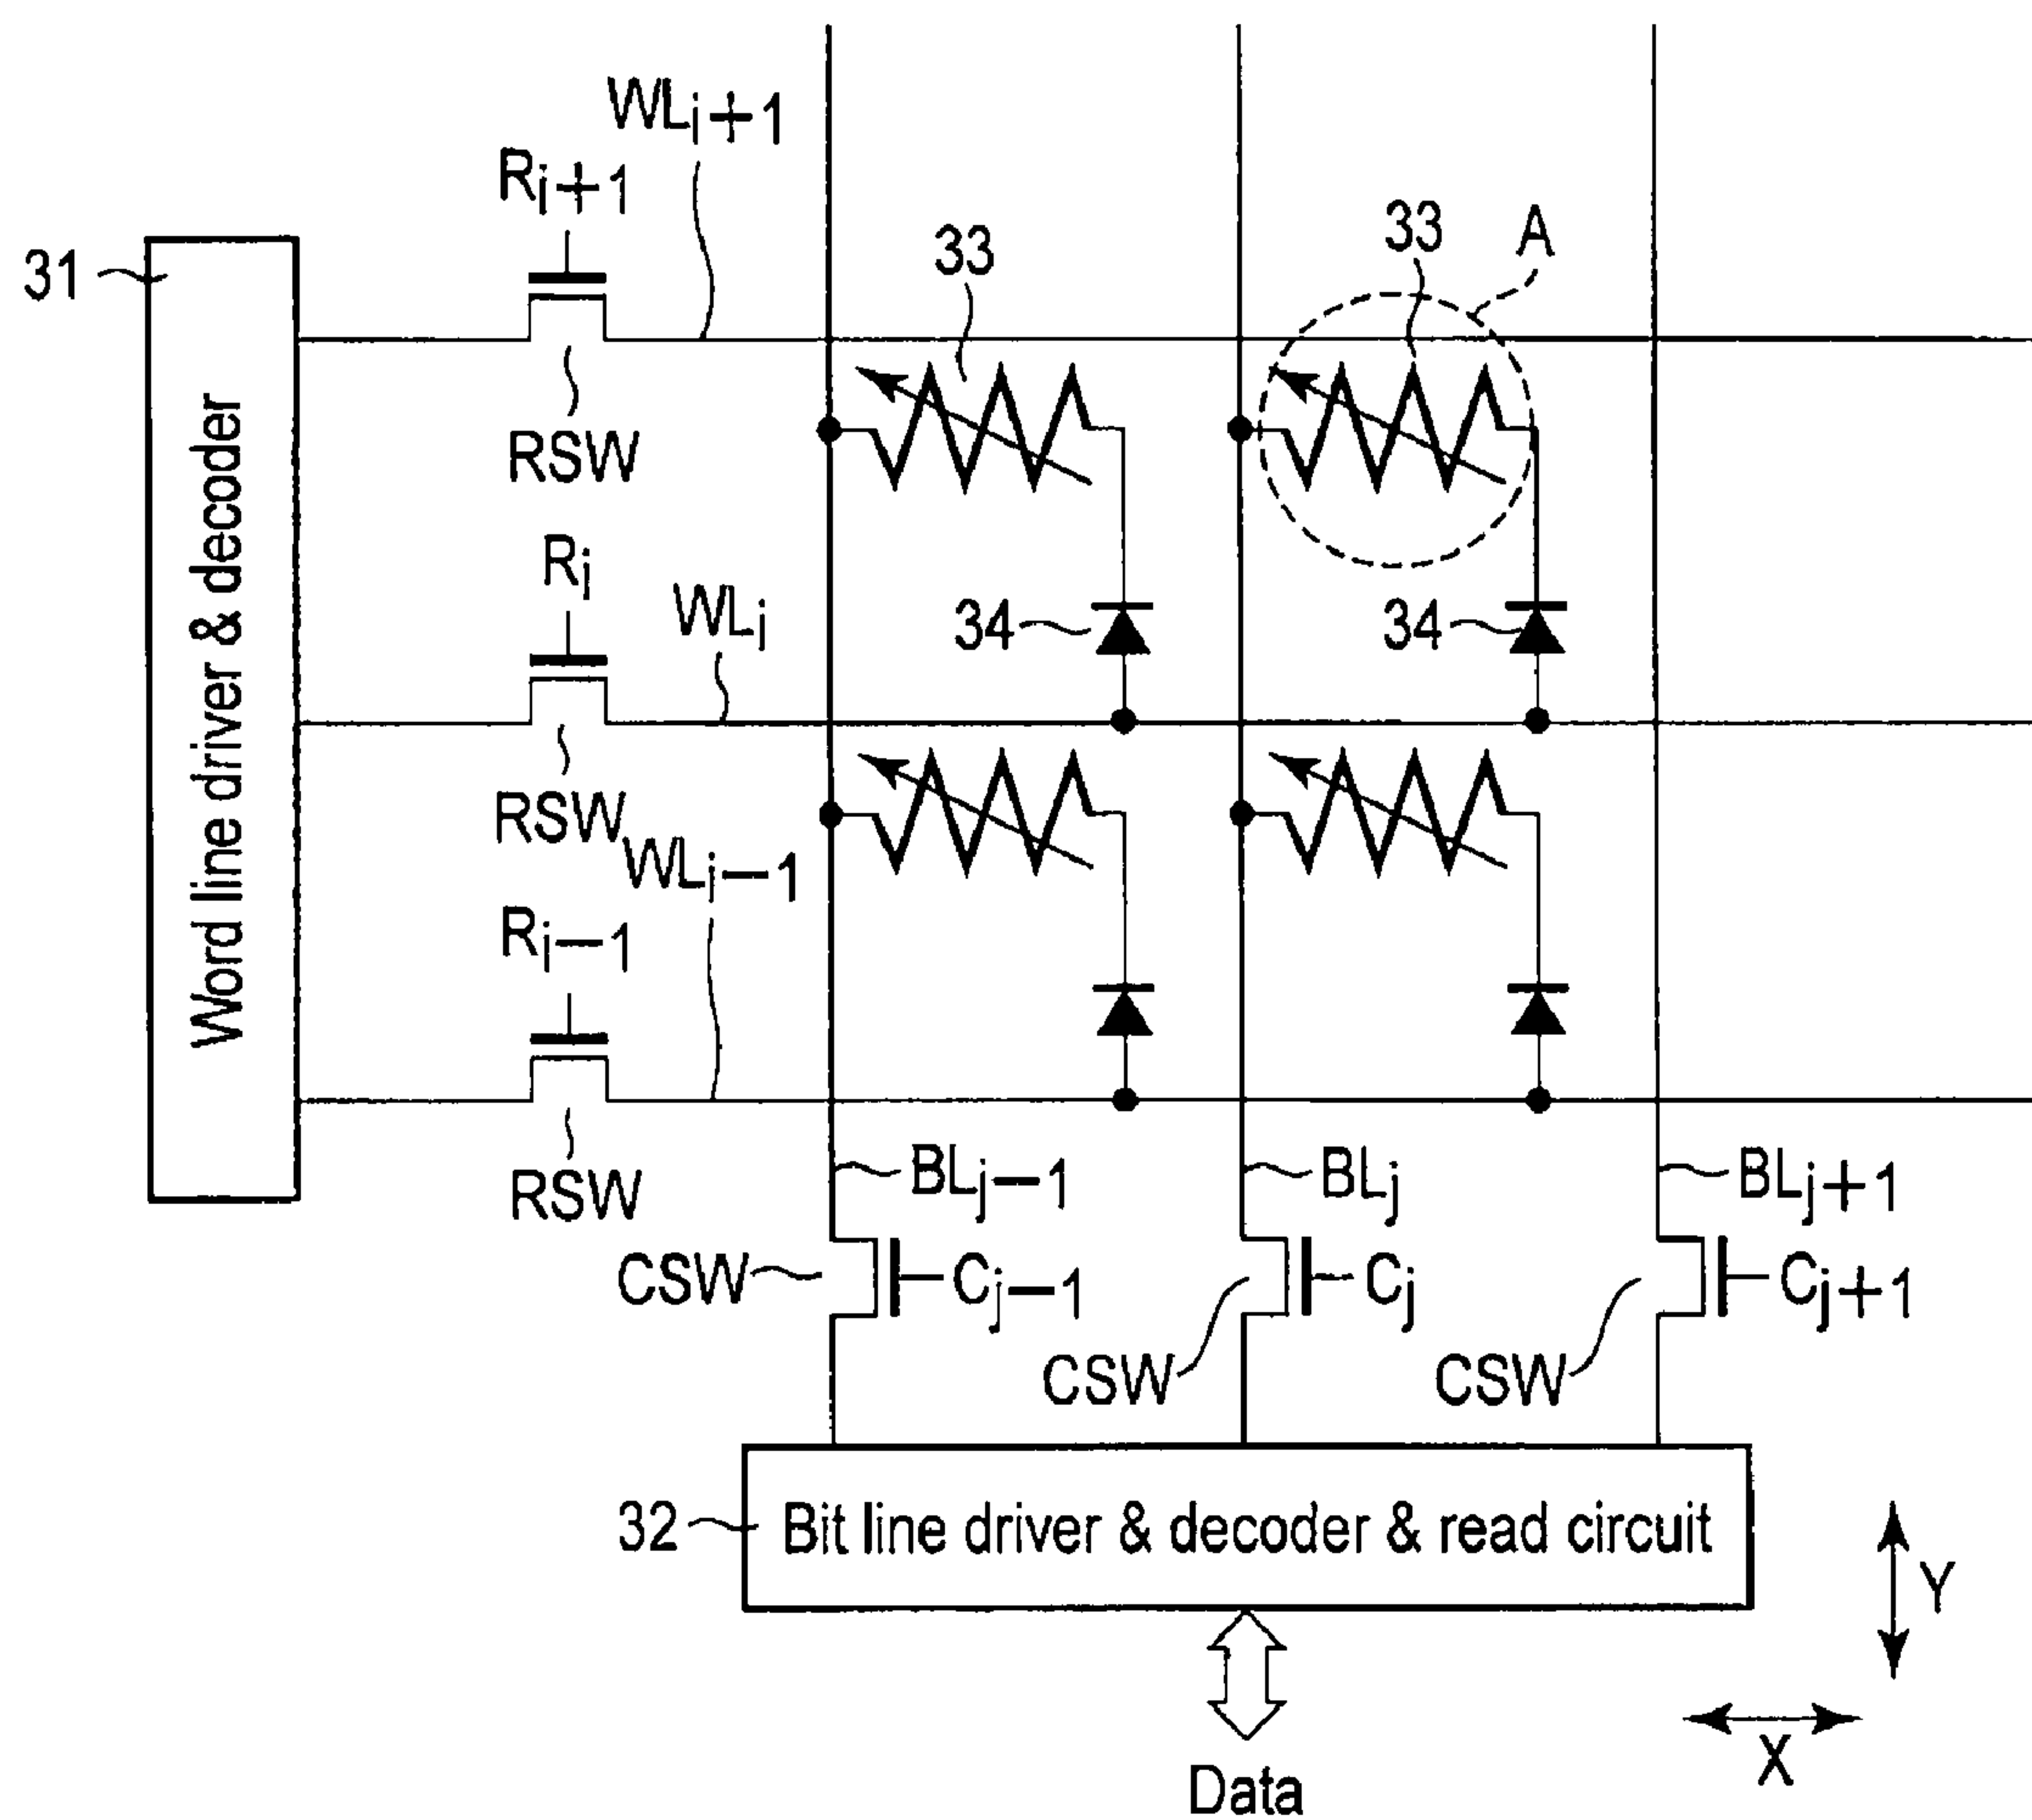 WLi+1
Ri+1
33
33
A
31
RSW
Word line driver & decoder
Ri
WLi
34
34
RSW
WLi−1
Ri−1
RSW
BLj−1
BLj
BLj+1
CSW
Cj−1
Cj
Cj+1
CSW
CSW
32
Bit line driver & decoder & read circuit
Y
X
Data